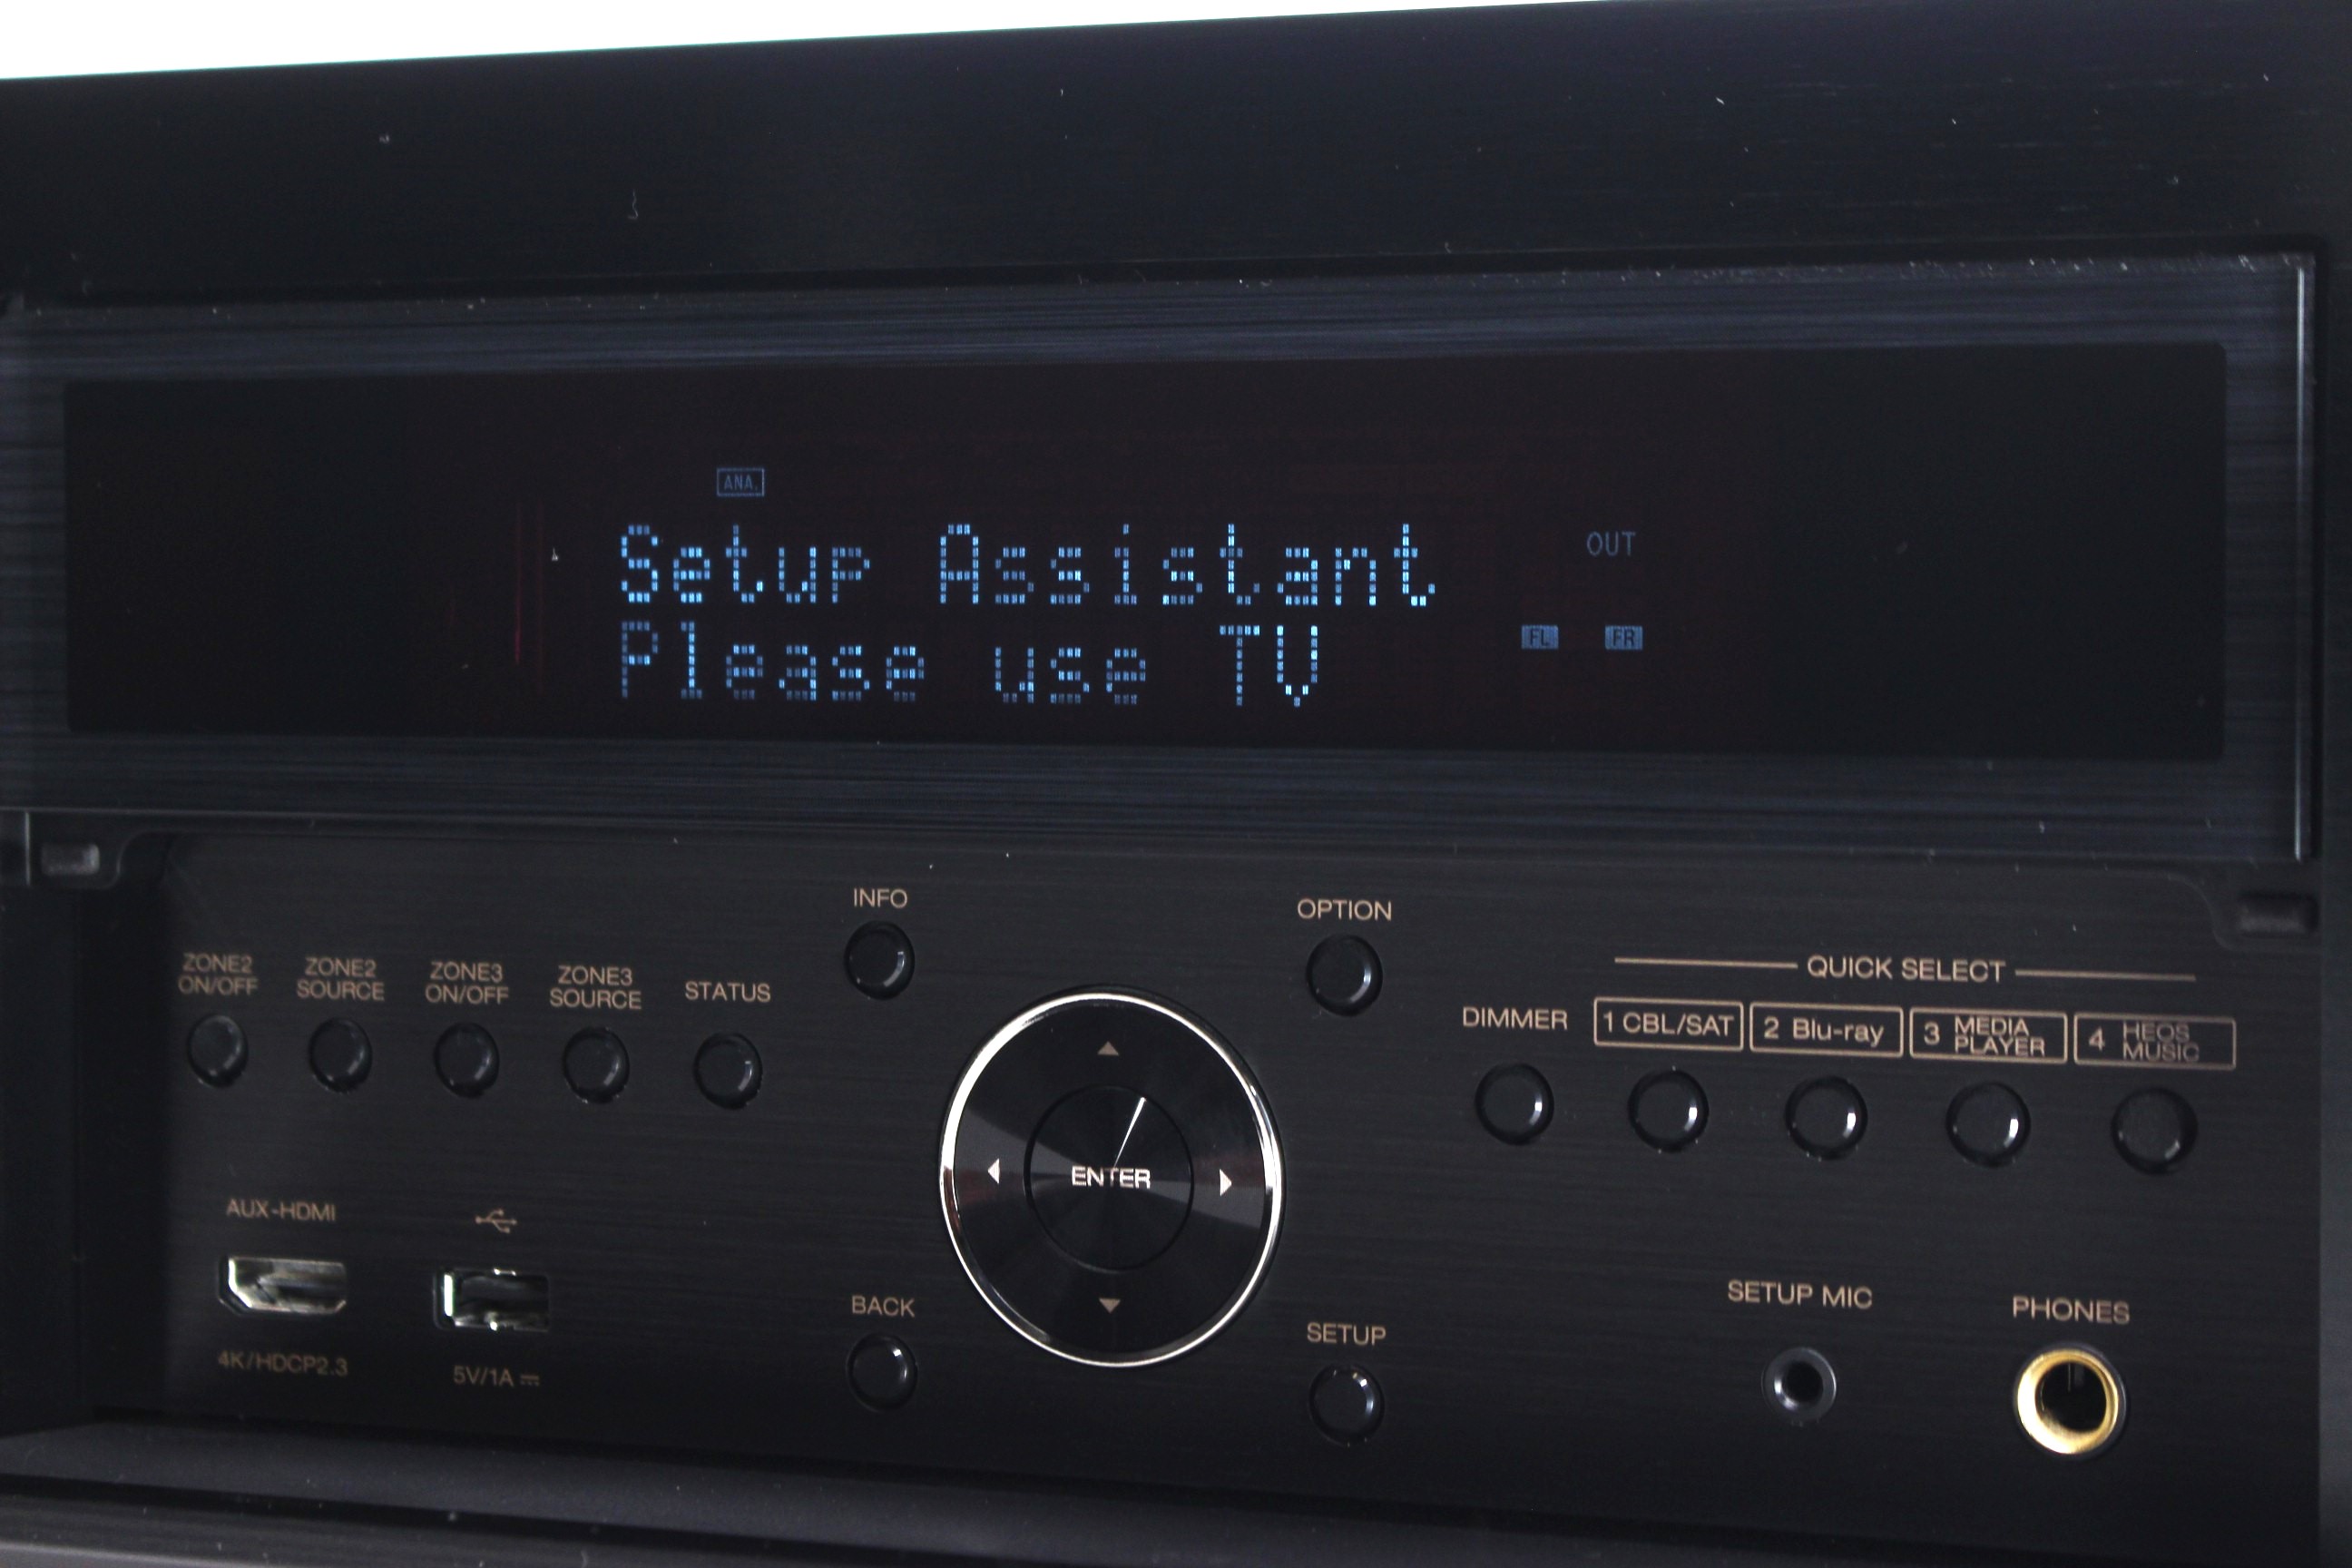 ANA.
Setup Assistant
OUT
Please use TV
FL FR
INFO
OPTION
ZONE2
ON/OFF
ZONE2
SOURCE
ZONE3
ON/OFF
ZONE3
SOURCE
STATUS
QUICK SELECT
DIMMER
1 CBL/SAT
2 Blu-ray
3 MEDIA
PLAYER
4 HEOS
MUSIC
ENTER
AUX-HDMI
4K/HDCP2.3
5V/1A
BACK
SETUP
SETUP MIC
PHONES